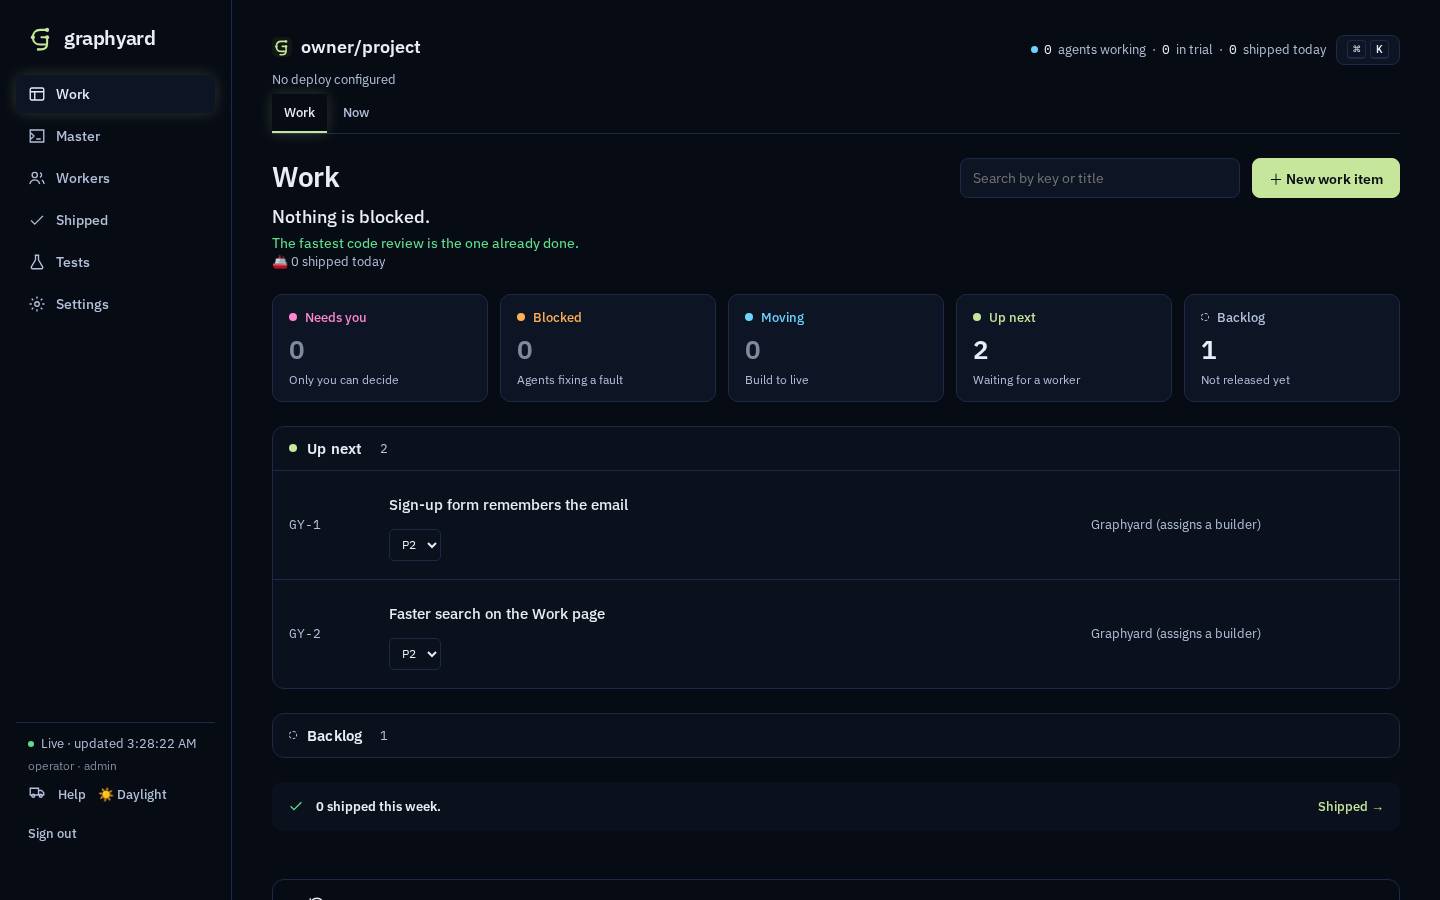 graphyard
Work
Master
Workers
Shipped
Tests
Settings
Live · updated 3:28:22 AM
operator · admin
Help ☀️ Daylight
Sign out
owner/project
0 agents working · 0 in trial · 0 shipped today
⌘ K
No deploy configured
Work Now
Work
Search by key or title
+ New work item
Nothing is blocked.
The fastest code review is the one already done.
🚢 0 shipped today
Needs you
0
Only you can decide
Blocked
0
Agents fixing a fault
Moving
0
Build to live
Up next
2
Waiting for a worker
Backlog
1
Not released yet
Up next 2
GY-1
Sign-up form remembers the email
P2
Graphyard (assigns a builder)
GY-2
Faster search on the Work page
P2
Graphyard (assigns a builder)
Backlog 1
0 shipped this week.
Shipped →